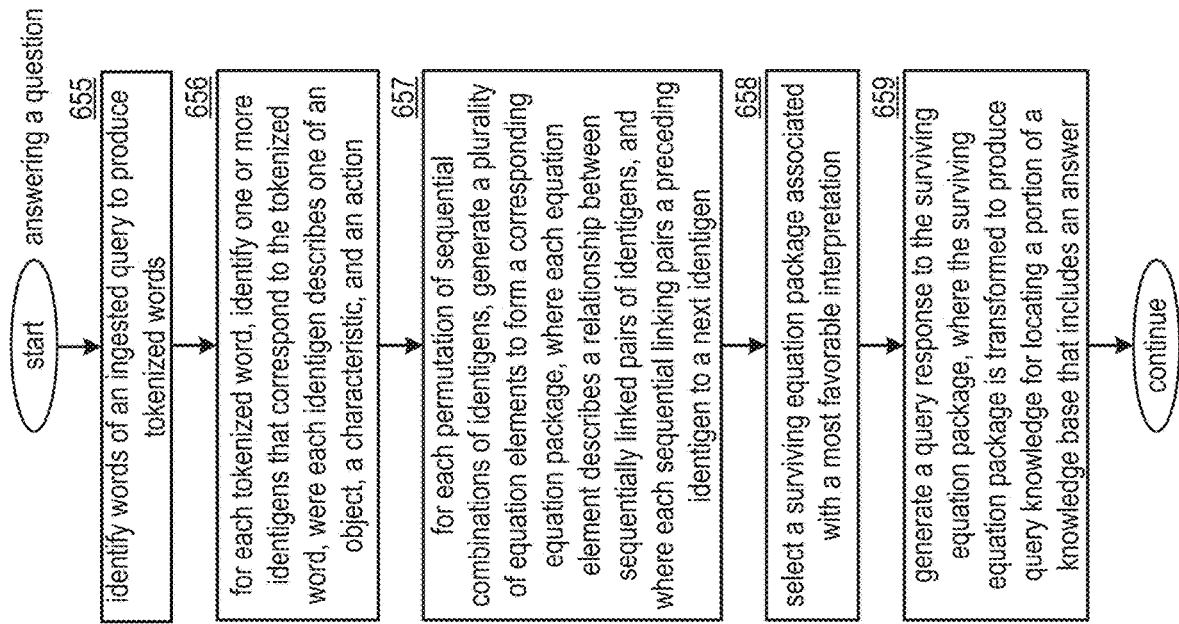 start
answering a question
655
identify words of an ingested query to produce
tokenized words
656
for each tokenized word, identify one or more
identigens that correspond to the tokenized
word, were each identigen describes one of an
object, a characteristic, and an action
657
for each permutation of sequential
combinations of identigens, generate a plurality
of equation elements to form a corresponding
equation package, where each equation
element describes a relationship between
sequentially linked pairs of identigens, and
where each sequential linking pairs a preceding
identigen to a next identigen
658
select a surviving equation package associated
with a most favorable interpretation
659
generate a query response to the surviving
equation package, where the surviving
equation package is transformed to produce
query knowledge for locating a portion of a
knowledge base that includes an answer
continue